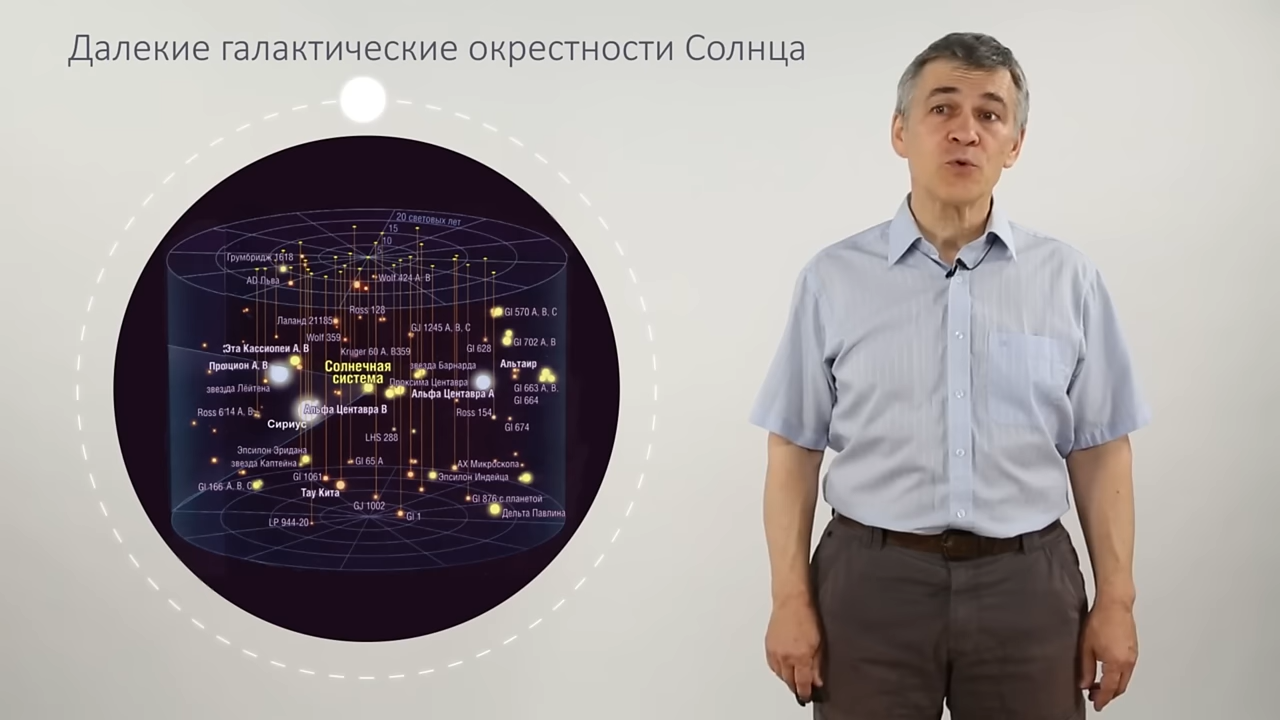 Далекие галактические окрестности Солнца
20 световых лет
15
10
5
Грумбридж 1618
AD Льва
Wolf 424 A, B
Ross 128
Лаланд 21185
GJ 1245 A, B, C
Gl 570 A, B, C
Wolf 359
Gl 628
Gl 702 A, B
Эта Кассиопеи A, B
Kruger 60 A, B359
Процион A, B
Солнечная
система
звезда Барнарда
Альтаир
звезда Лейтена
Проксима Центавра
Альфа Центавра A
Gl 663 A, B.
Gl 664
Ross 614 A, B
Альфа Центавра B
Ross 154
Сириус
Gl 674
LHS 288
Эпсилон Эридана
звезда Каптейна
Gl 65 A
AX Микроскопа
Gl 166 A, B, C
Gl 1061
Эпсилон Индейца
Тау Кита
GJ 1002
Gl 876 с планетой
LP 944-20
Gl 1
Дельта Павлина